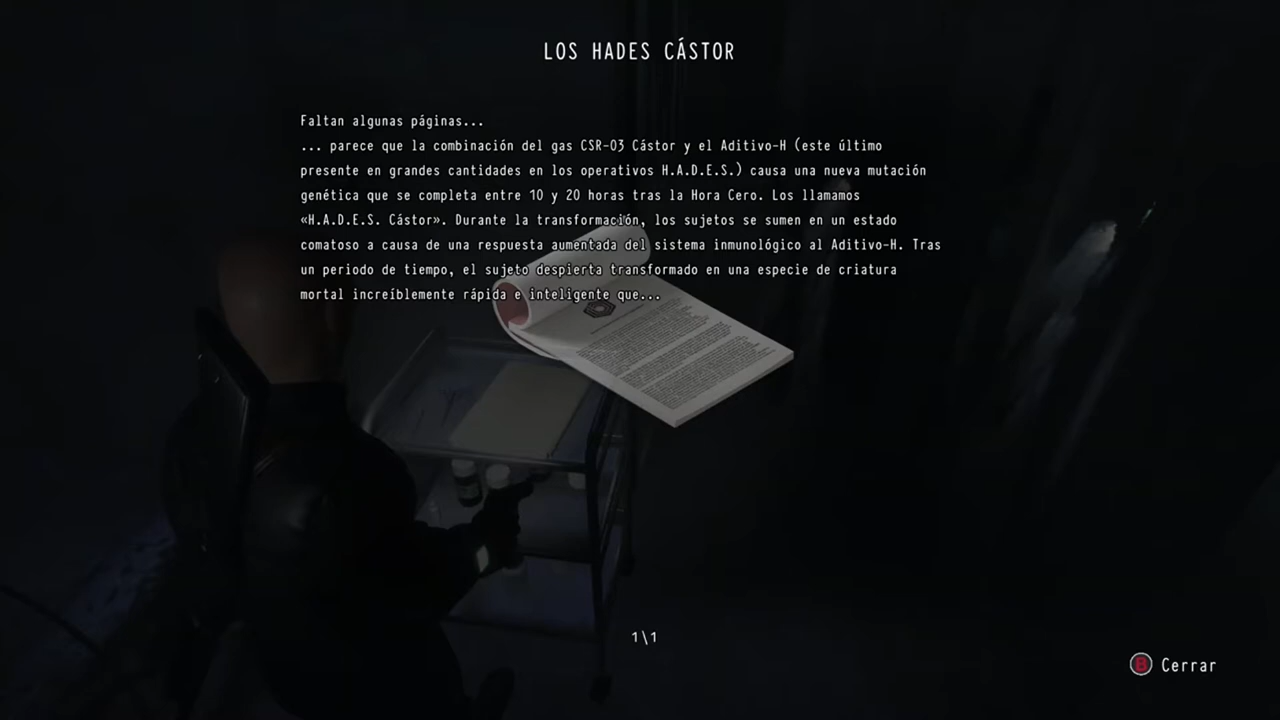 LOS HADES CÁSTOR
Faltan algunas páginas...
... parece que la combinación del gas CSR-03 Cástor y el Aditivo-H (este último
presente en grandes cantidades en los operativos H.A.D.E.S.) causa una nueva mutación
genética que se completa entre 10 y 20 horas tras la Hora Cero. Los llamamos
«H.A.D.E.S. Cástor». Durante la transformación, los sujetos se sumen en un estado
comatoso a causa de una respuesta aumentada del sistema inmunológico al Aditivo-H. Tras
un periodo de tiempo, el sujeto despierta transformado en una especie de criatura
mortal increíblemente rápida e inteligente que...
1\1
B Cerrar